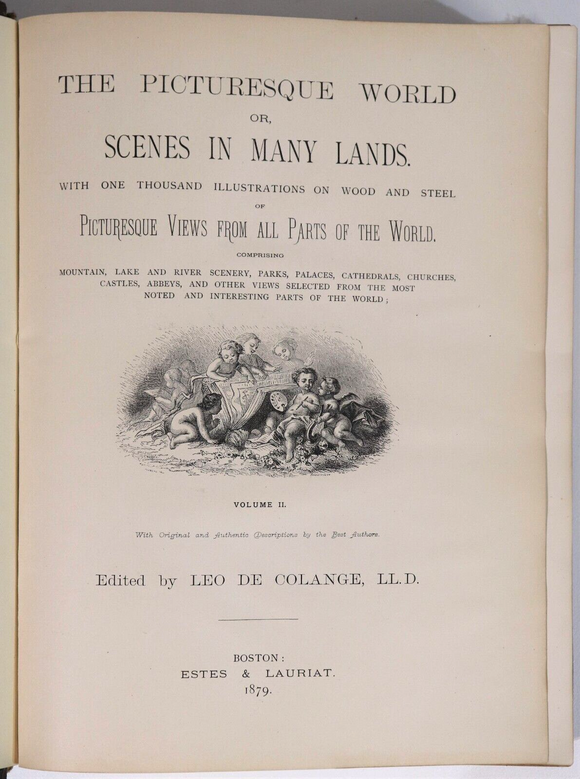 THE PICTURESQUE WORLD
OR,
SCENES IN MANY LANDS.
WITH ONE THOUSAND ILLUSTRATIONS ON WOOD AND STEEL
OF
PICTURESQUE VIEWS FROM ALL PARTS OF THE WORLD.
COMPRISING
MOUNTAIN, LAKE AND RIVER SCENERY, PARKS, PALACES, CATHEDRALS, CHURCHES,
CASTLES, ABBEYS, AND OTHER VIEWS SELECTED FROM THE MOST
NOTED AND INTERESTING PARTS OF THE WORLD;
VOLUME II.
With Original and Authentic Descriptions by the Best Authors.
Edited by LEO DE COLANGE, LL.D.
BOSTON:
ESTES & LAURIAT.
1879.